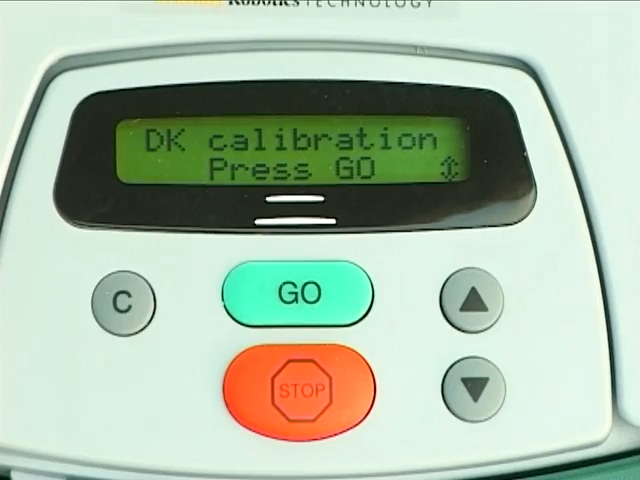 Robotics TECHNOLOGY
DK calibration
Press GO
C
GO
STOP